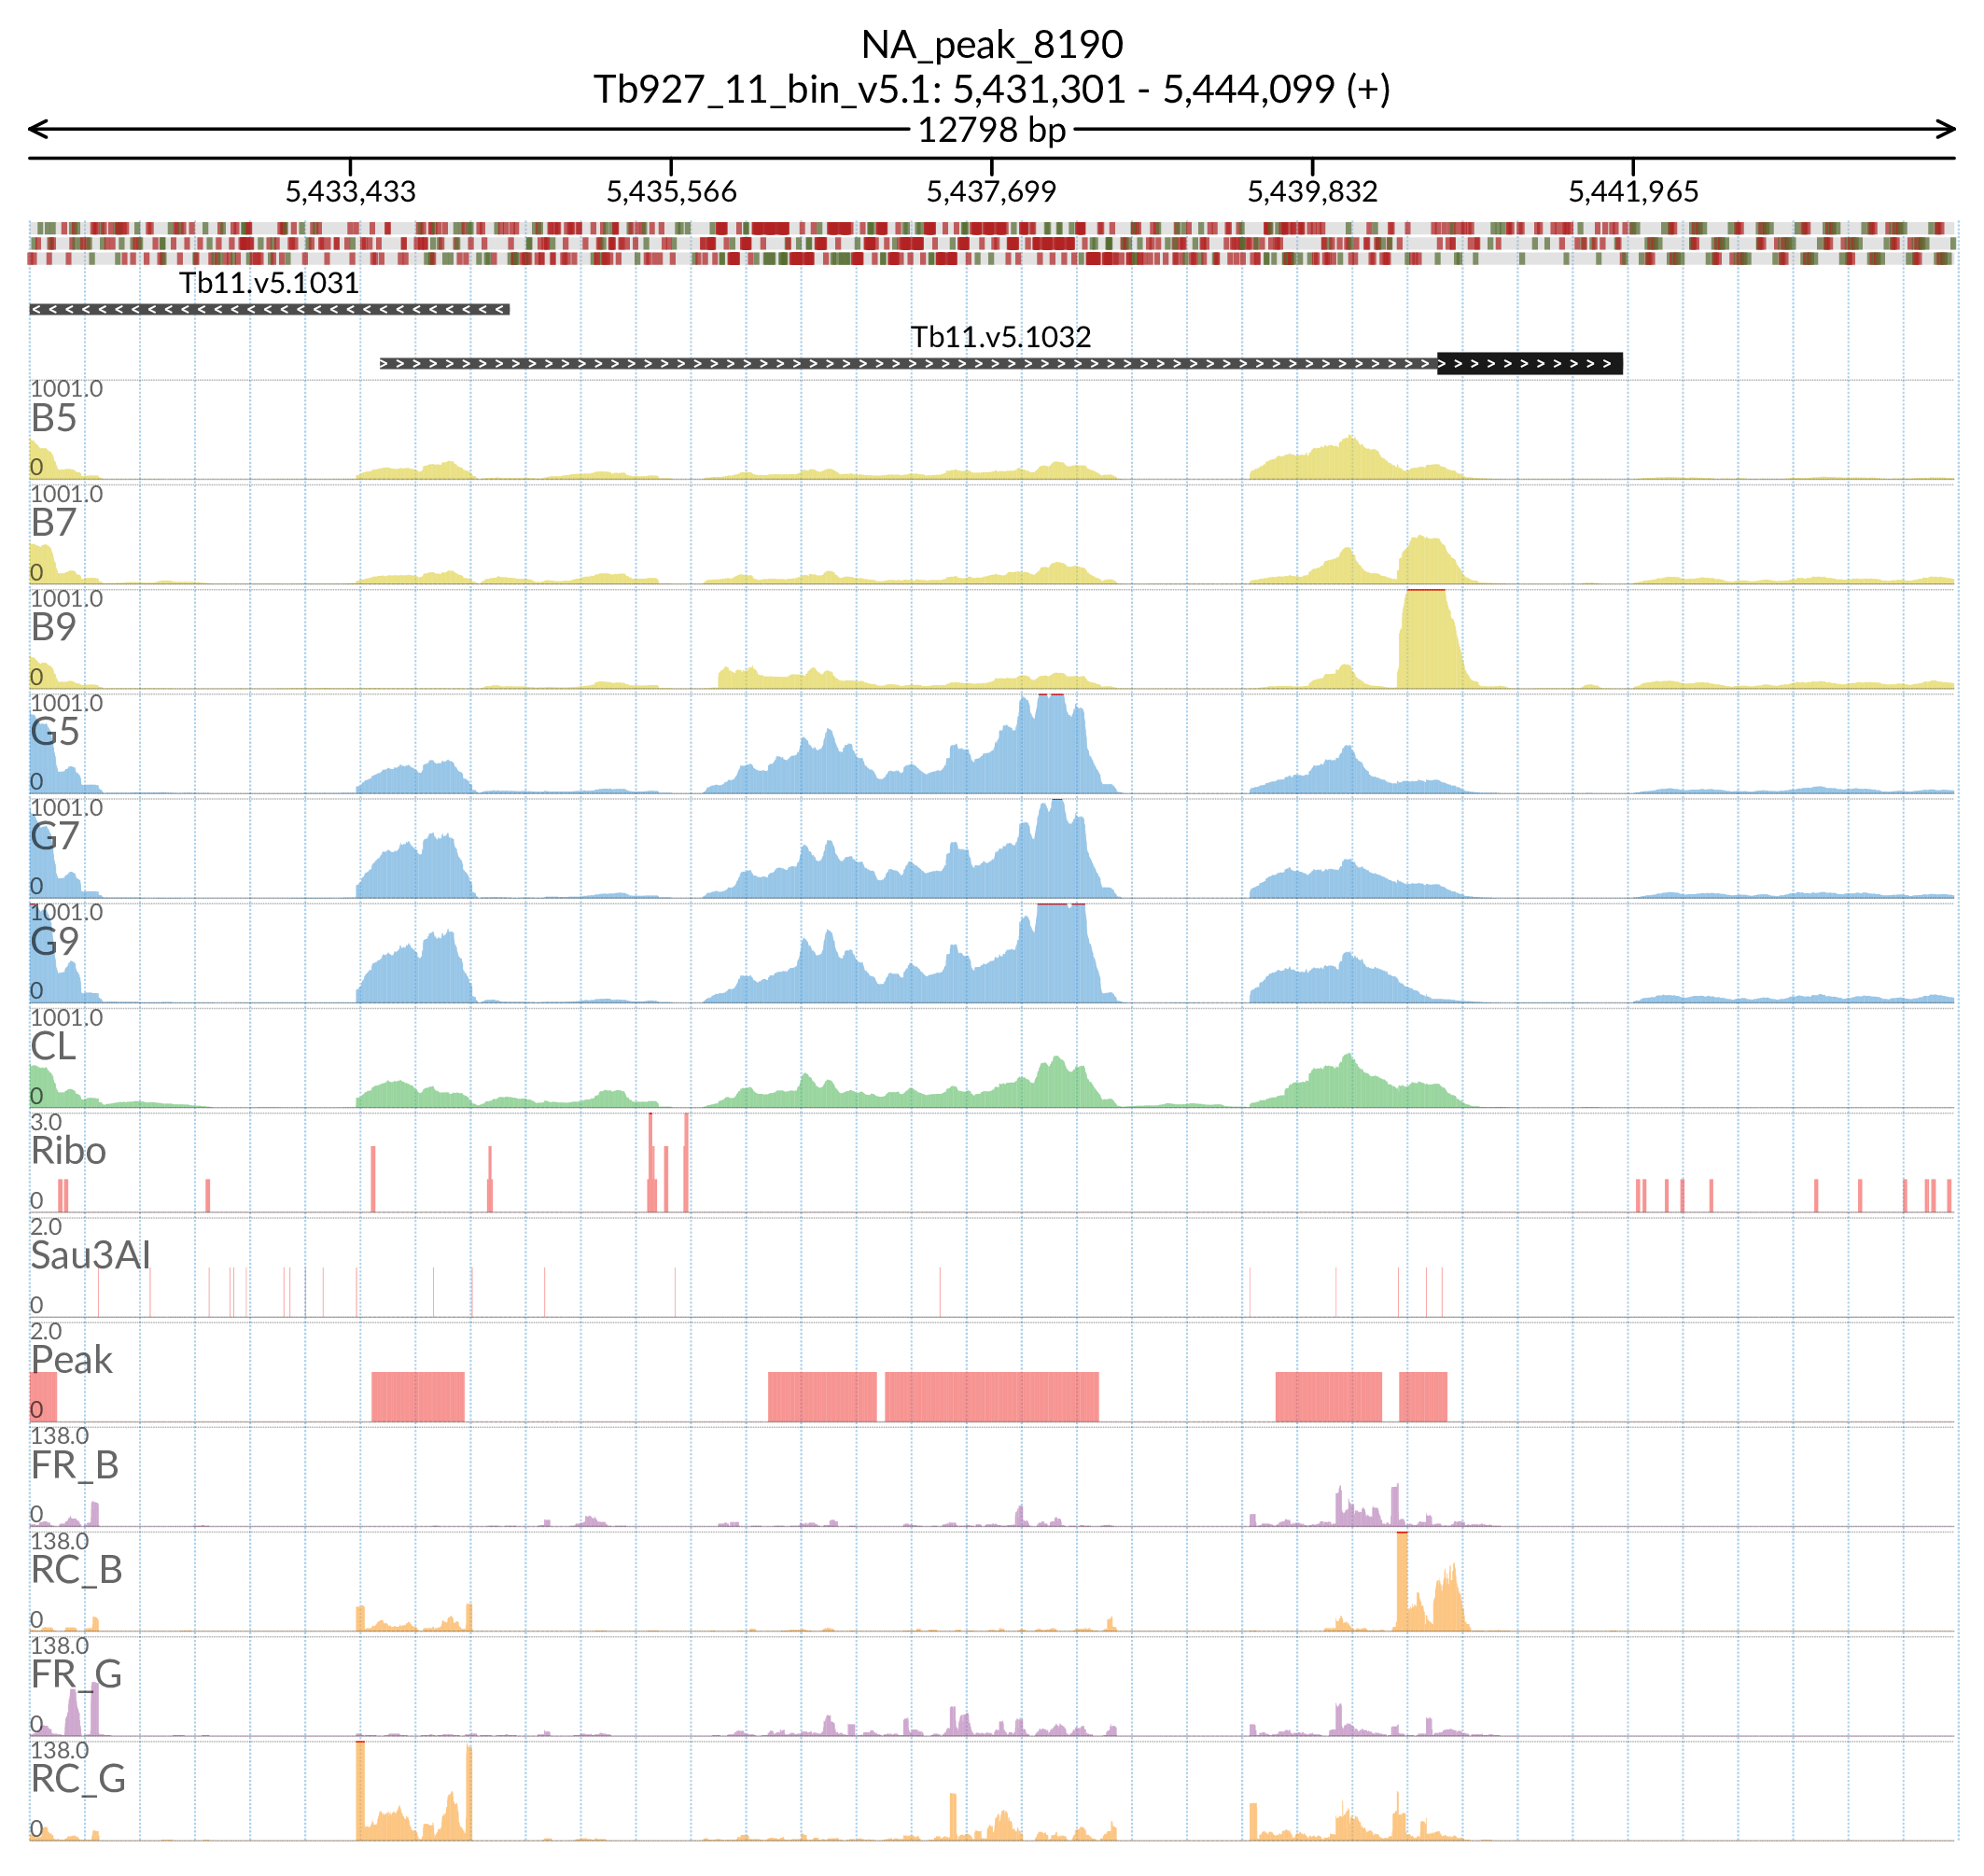 NA_peak_8190
Tb927_11_bin_v5.1: 5,431,301 - 5,444,099 (+)
12798 bp
5,433,433 5,435,566 5,437,699 5,439,832 5,441,965
Tb11.v5.1031
Tb11.v5.1032
1001.0
B5
0
1001.0
B7
0
1001.0
B9
0
1001.0
G5
0
1001.0
G7
0
1001.0
G9
0
1001.0
CL
0
3.0
Ribo
0
2.0
Sau3AI
0
2.0
Peak
0
138.0
FR_B
0
138.0
RC_B
0
138.0
FR_G
0
138.0
RC_G
0